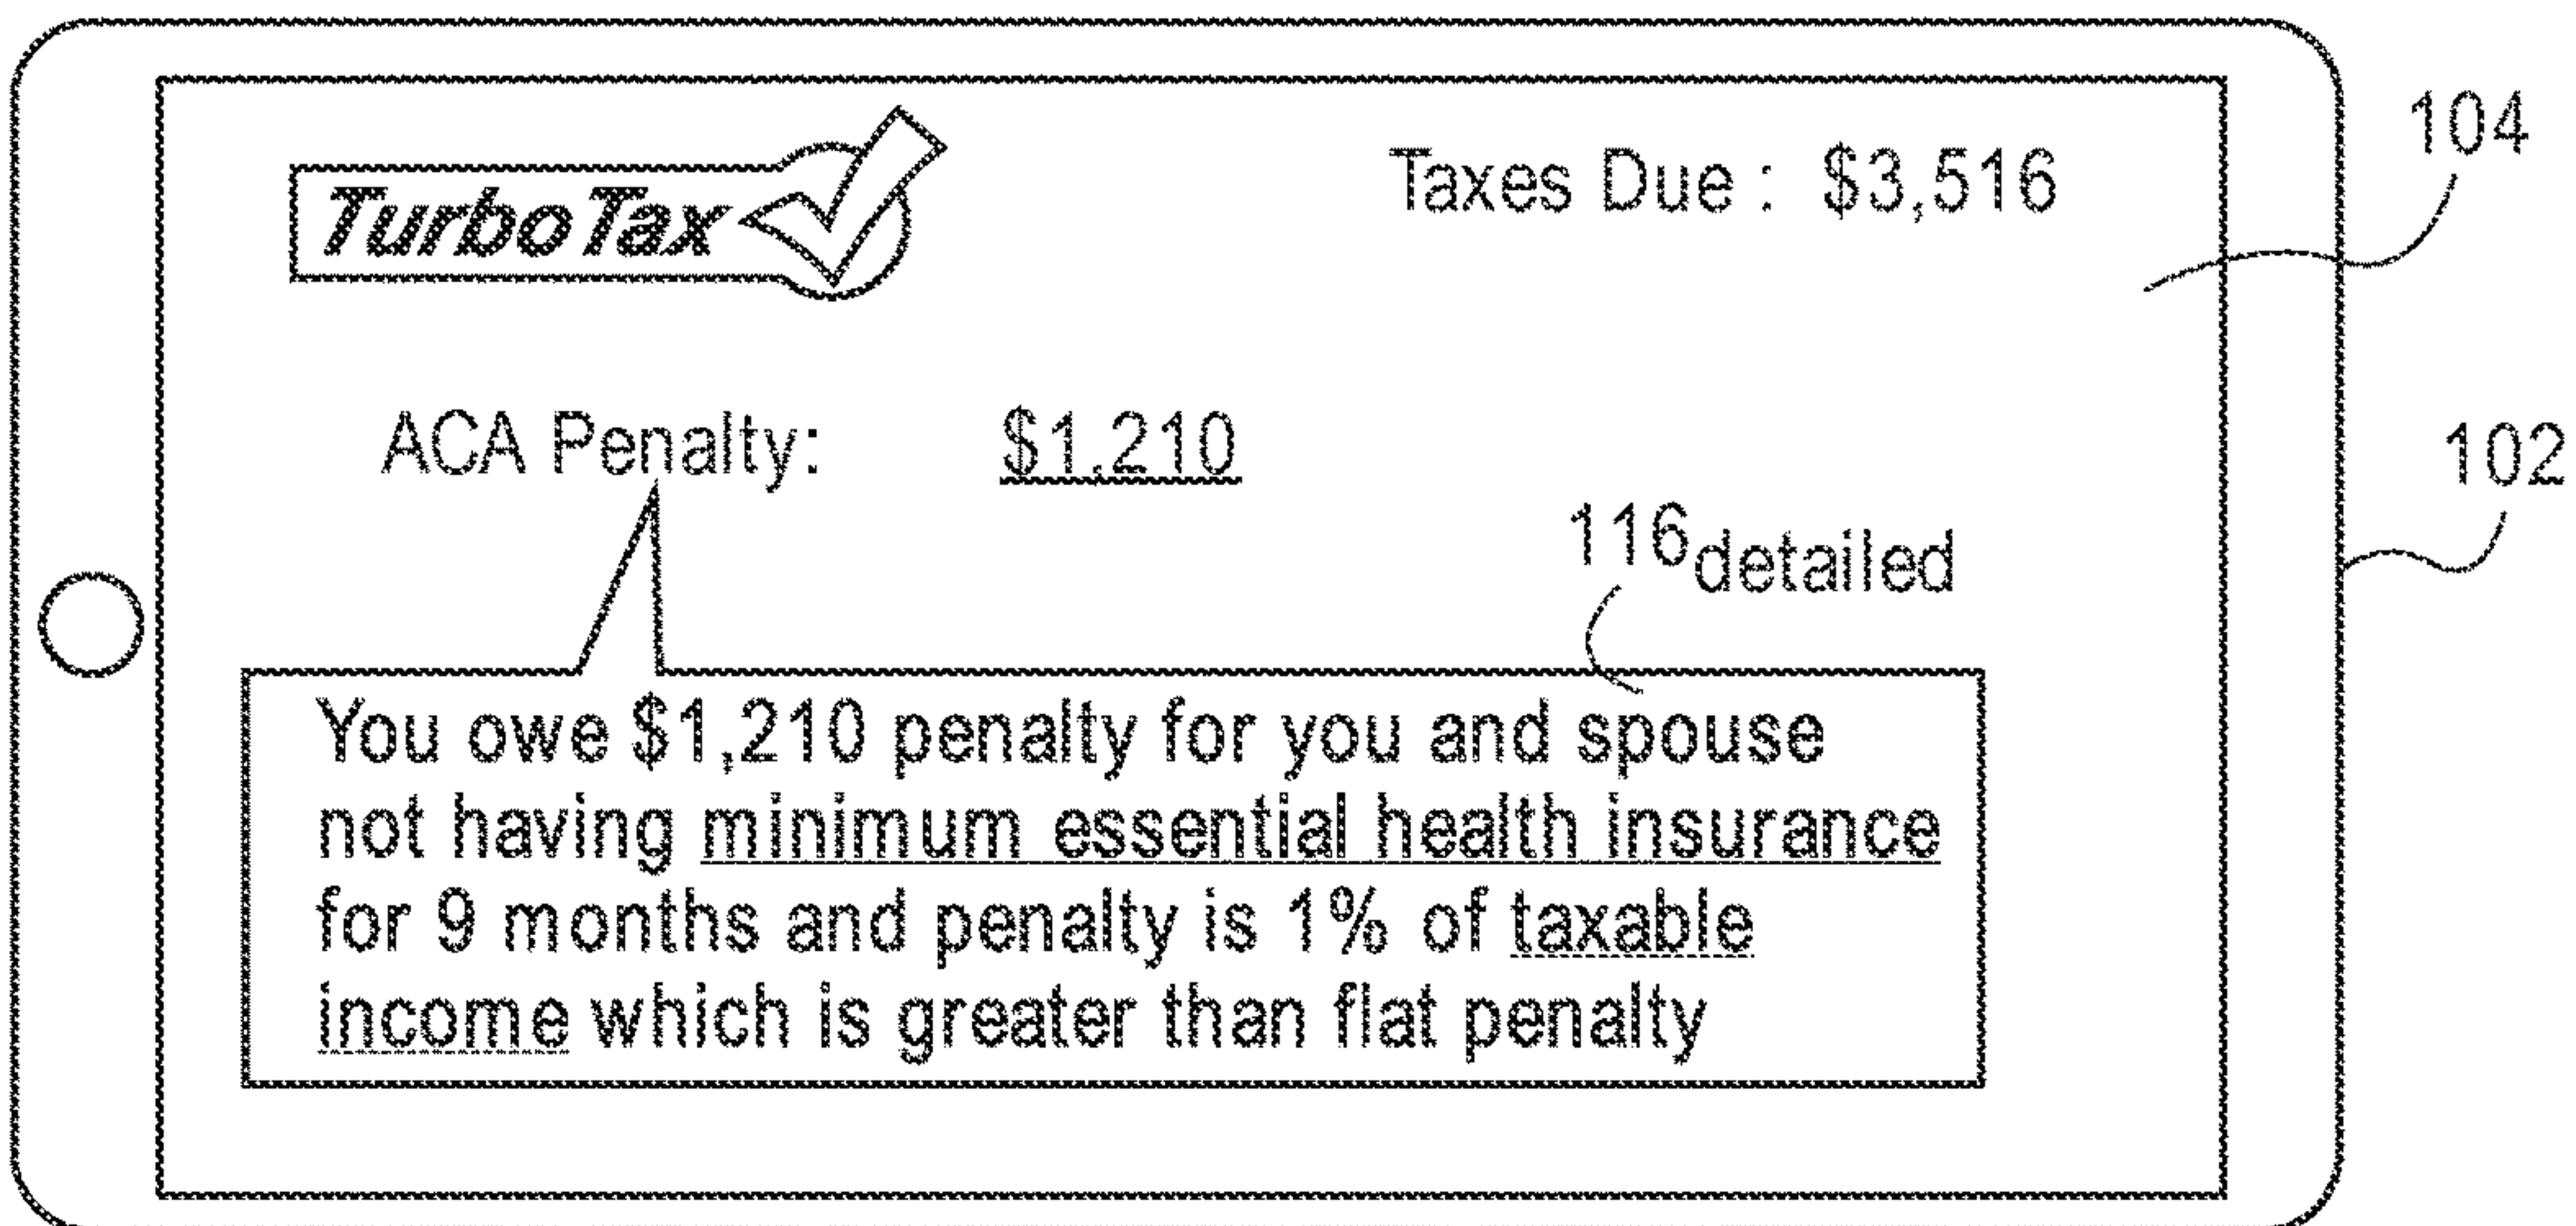 TurboTax
Taxes Due : $3,516
104
ACA Penalty: $1,210
102
116detailed
You owe $1,210 penalty for you and spouse
not having minimum essential health insurance
for 9 months and penalty is 1% of taxable
income which is greater than flat penalty